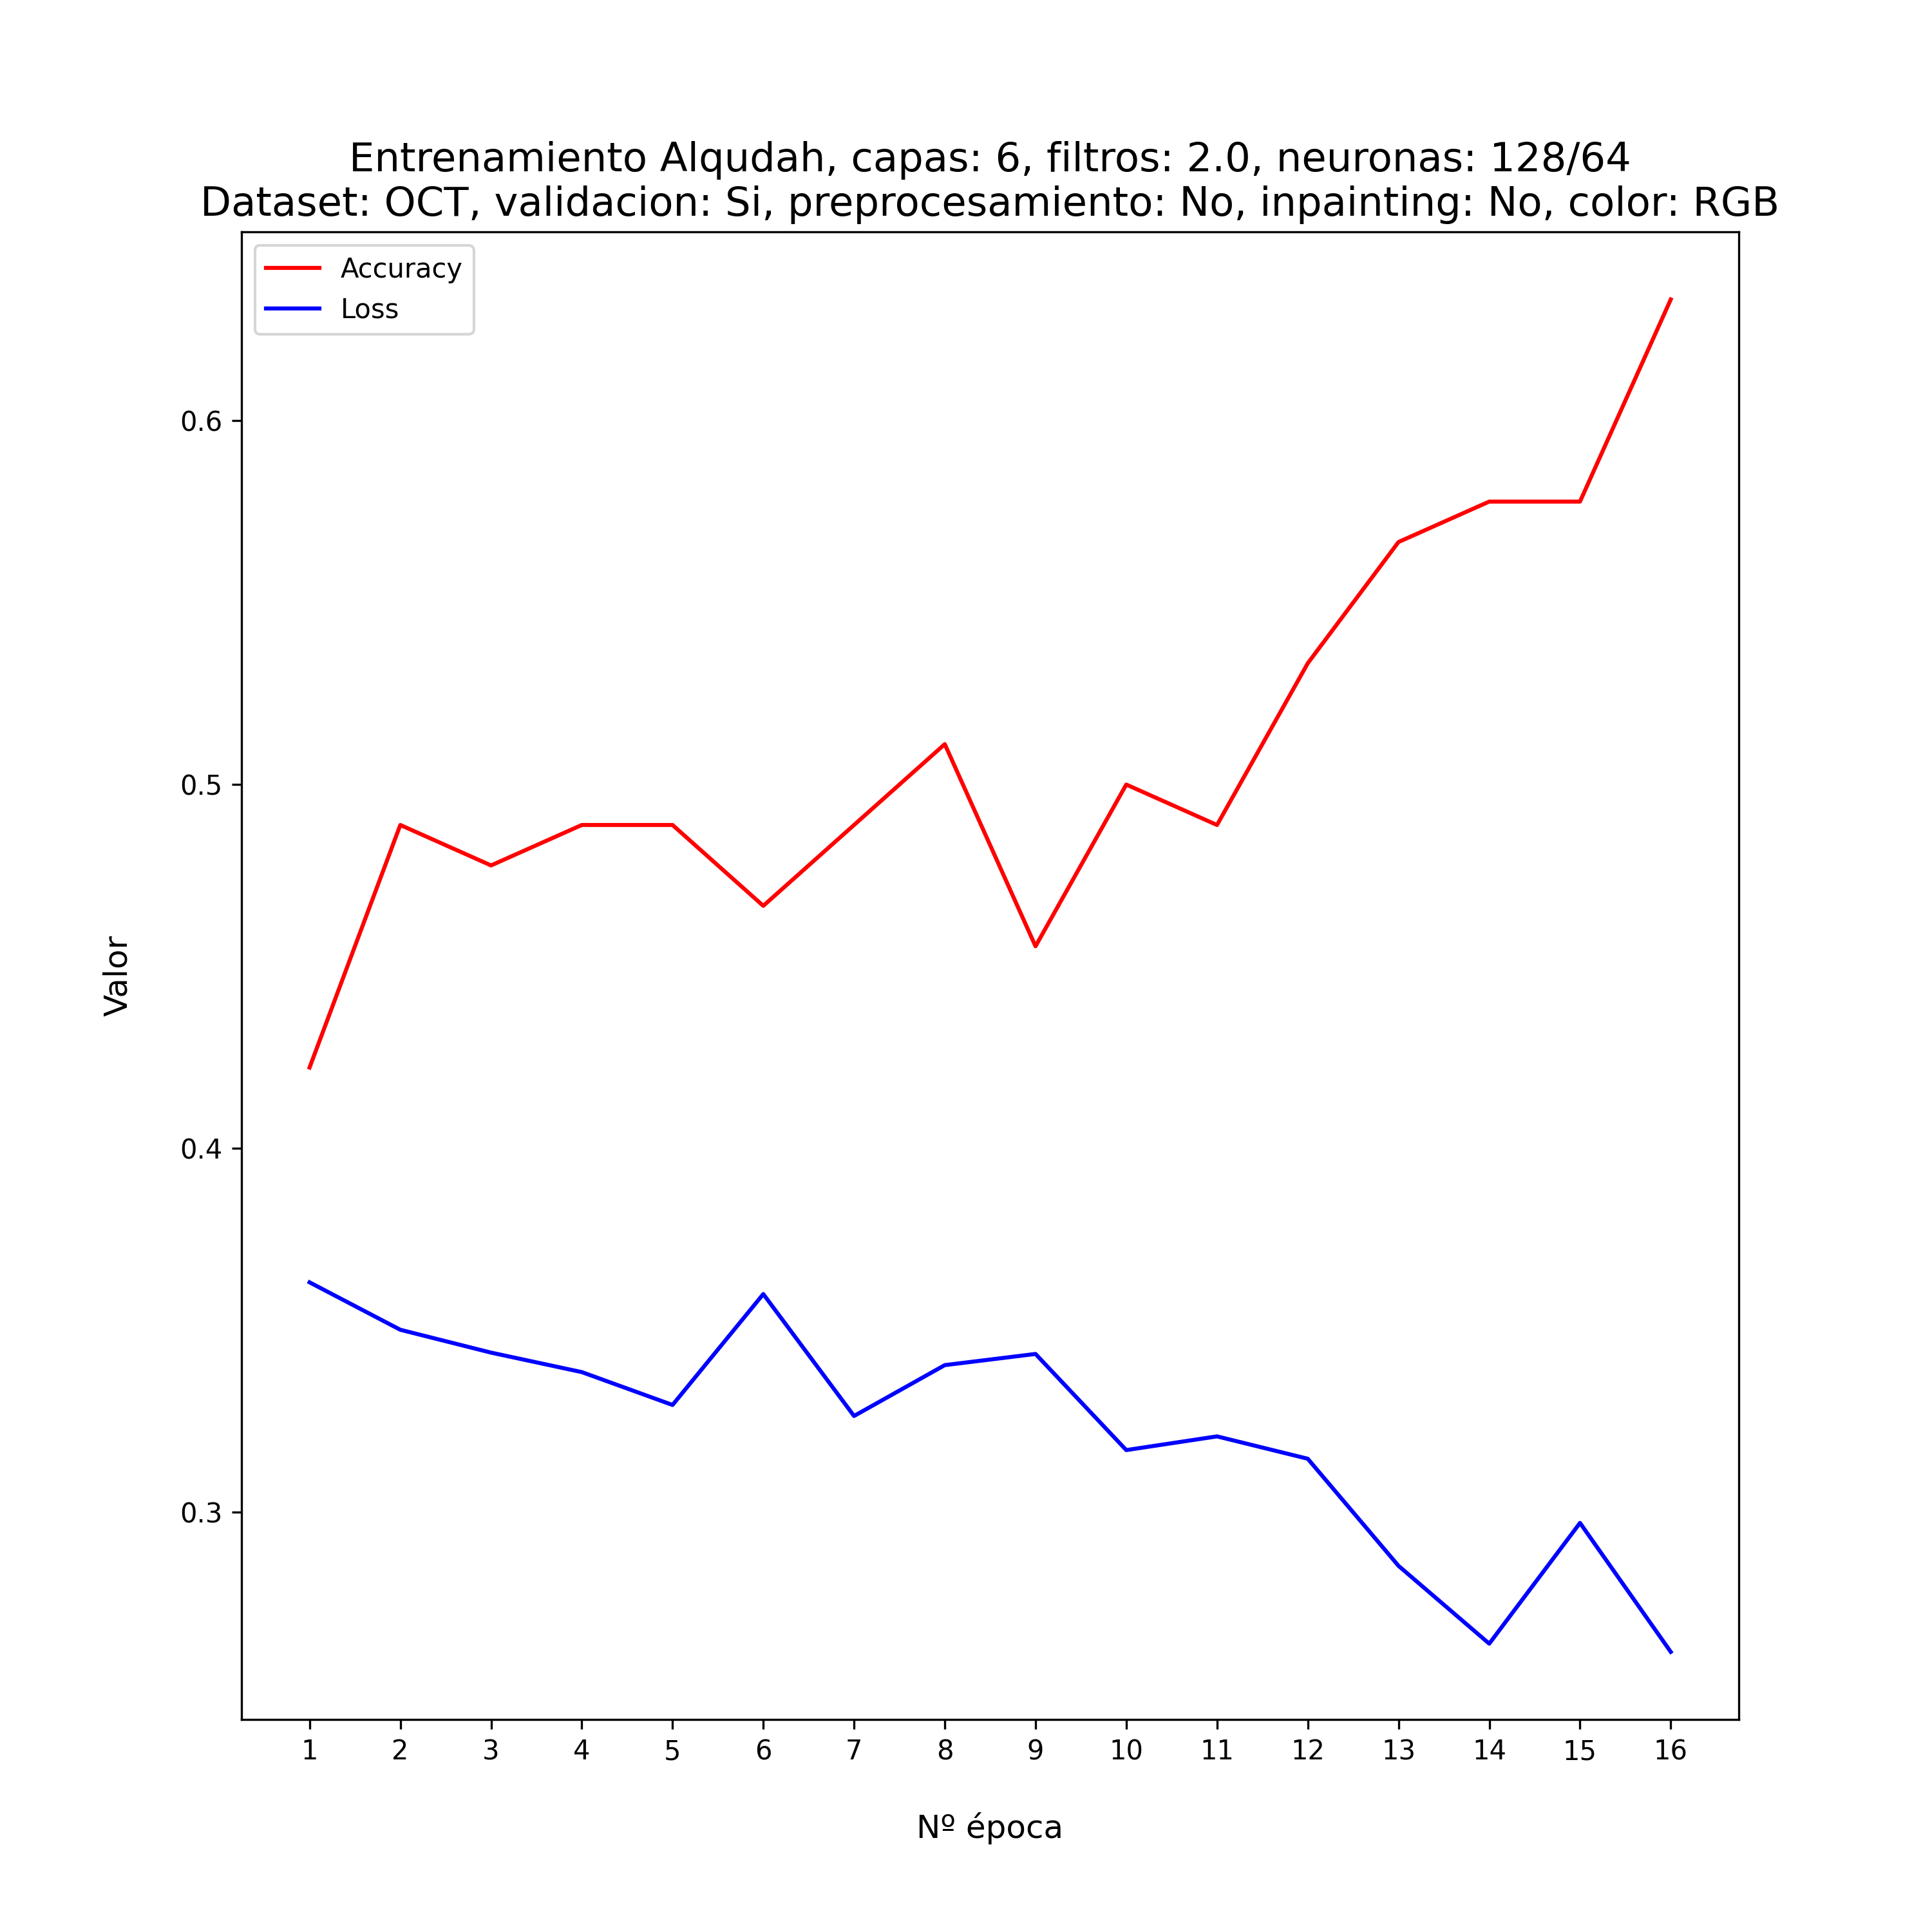 Entrenamiento Alqudah, capas: 6, filtros: 2.0, neuronas: 128/64
Dataset: OCT, validacion: Si, preprocesamiento: No, inpainting: No, color: RGB
Accuracy
Loss
0.6
0.5
0.4
0.3
Valor
1 2 3 4 5 6 7 8 9 10 11 12 13 14 15 16
Nº época